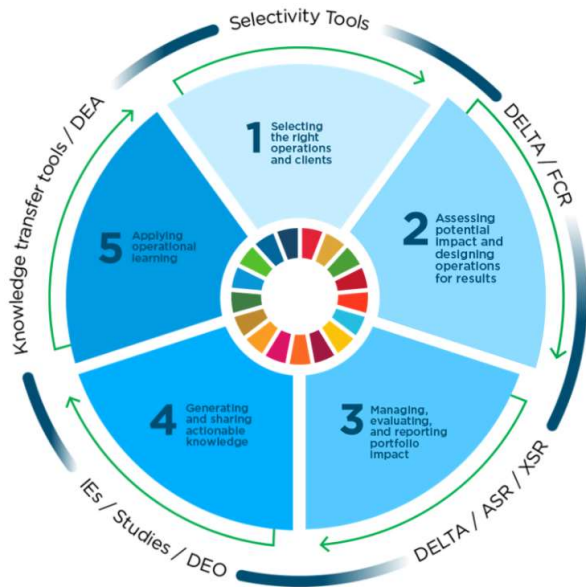 Selectivity Tools
1
Selecting
the right
operations
and clients
DELTA / FCR
2
Assessing
potential
impact and
designing
operations
for results
DELTA / ASR / XSR
3
Managing,
evaluating,
and reporting
portfolio
impact
IEs / Studies / DEO
4
Generating
and sharing
actionable
knowledge
Knowledge transfer tools / DEA
5
Applying
operational
learning